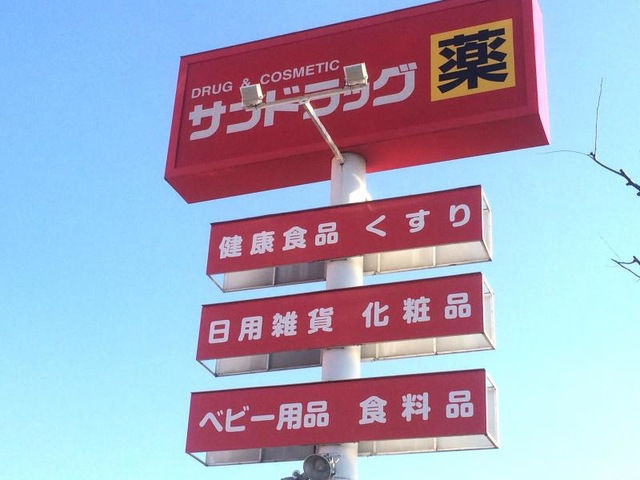 DRUG & COSMETIC
サンドラッグ 薬
健康食品 くすり
日用雑貨 化粧品
ベビー用品 食料品